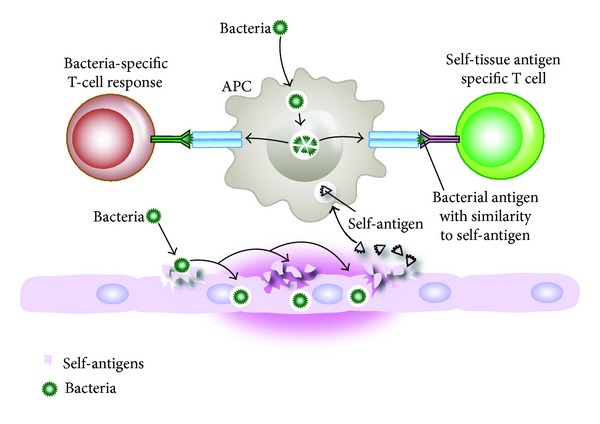 Bacteria
Bacteria-specific
T-cell response
APC
Self-tissue antigen
specific T cell
Bacteria
Self-antigen
Bacterial antigen
with similarity
to self-antigen
Self-antigens
Bacteria